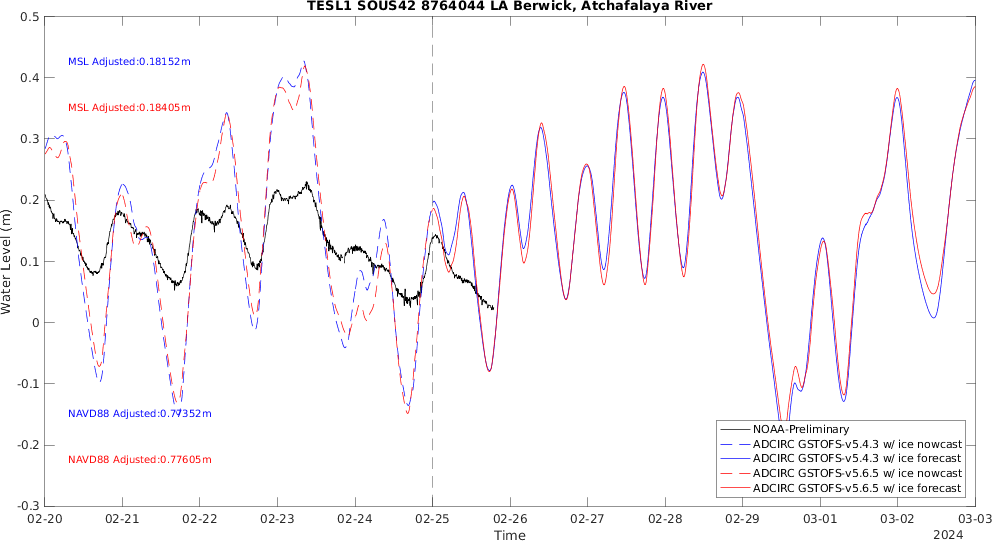 TESL1 SOUS42 8764044 LA Berwick, Atchafalaya River
0.5
0.4
0.3
0.2
0.1
0
-0.1
-0.2
-0.3
Water Level (m)
MSL Adjusted:0.18152m
MSL Adjusted:0.18405m
NAVD88 Adjusted:0.77352m
NAVD88 Adjusted:0.77605m
NOAA-Preliminary
ADCIRC GSTOFS-v5.4.3 w/ ice nowcast
ADCIRC GSTOFS-v5.4.3 w/ ice forecast
ADCIRC GSTOFS-v5.6.5 w/ ice nowcast
ADCIRC GSTOFS-v5.6.5 w/ ice forecast
02-20 02-21 02-22 02-23 02-24 02-25 02-26 02-27 02-28 02-29 03-01 03-02 03-03
Time
2024